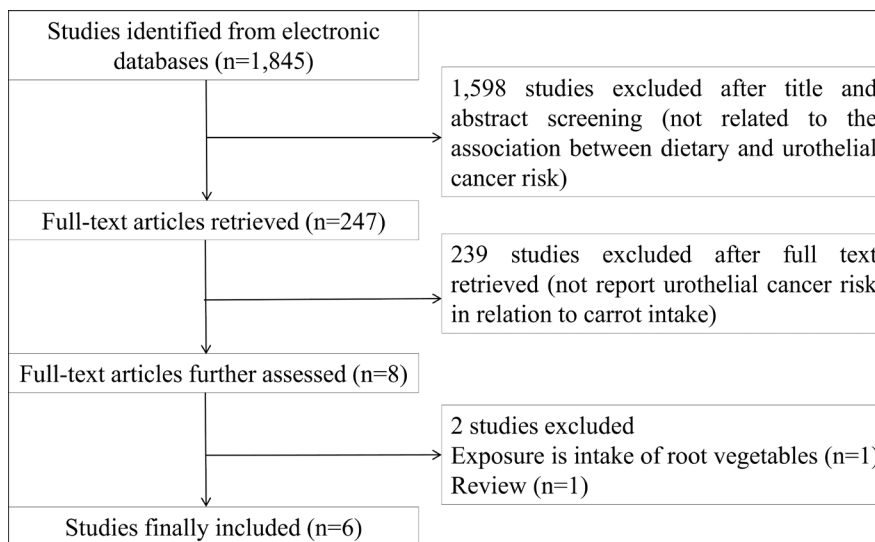 Studies identified from electronic
databases (n=1,845)
1,598 studies excluded after title and
abstract screening (not related to the
association between dietary and urothelial
cancer risk)
Full-text articles retrieved (n=247)
239 studies excluded after full text
retrieved (not report urothelial cancer risk
in relation to carrot intake)
Full-text articles further assessed (n=8)
2 studies excluded
Exposure is intake of root vegetables (n=1)
Review (n=1)
Studies finally included (n=6)